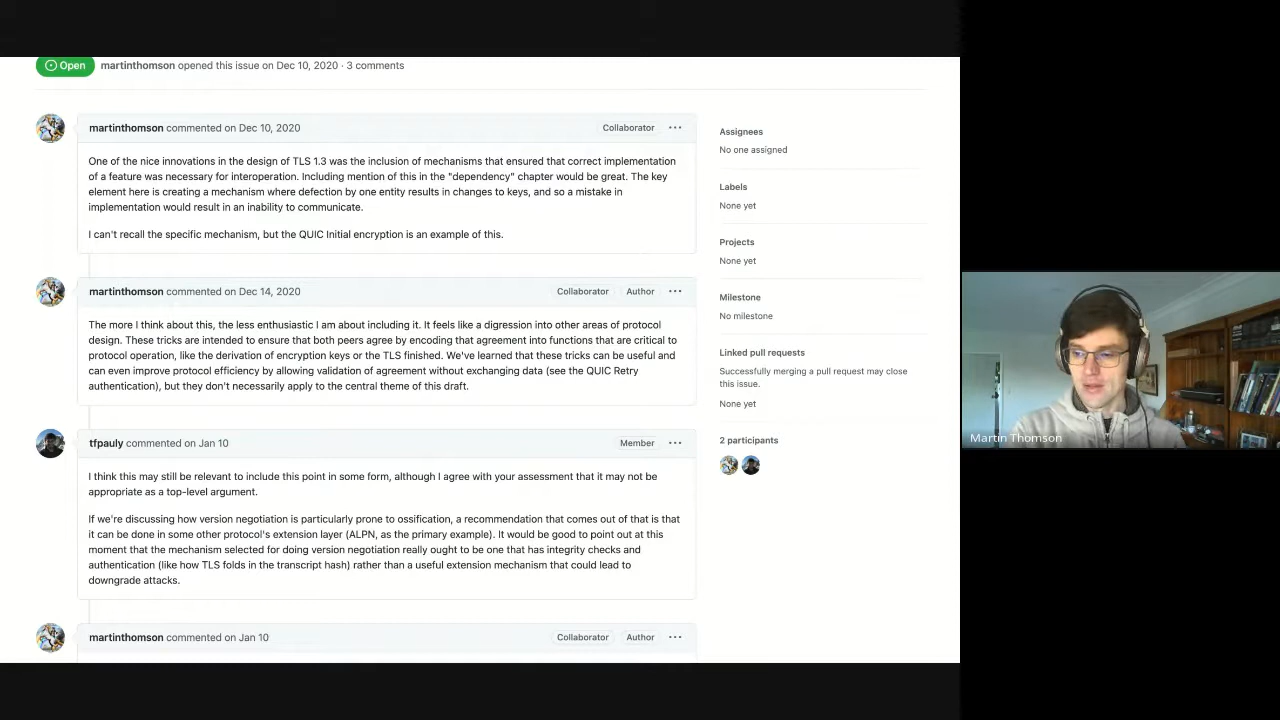 Open martinthomson opened this issue on Dec 10, 2020 · 3 comments
martinthomson commented on Dec 10, 2020 Collaborator ···
One of the nice innovations in the design of TLS 1.3 was the inclusion of mechanisms that ensured that correct implementation
of a feature was necessary for interoperation. Including mention of this in the "dependency" chapter would be great. The key
element here is creating a mechanism where defection by one entity results in changes to keys, and so a mistake in
implementation would result in an inability to communicate.
I can't recall the specific mechanism, but the QUIC Initial encryption is an example of this.
martinthomson commented on Dec 14, 2020 Collaborator Author ···
The more I think about this, the less enthusiastic I am about including it. It feels like a digression into other areas of protocol
design. These tricks are intended to ensure that both peers agree by encoding that agreement into functions that are critical to
protocol operation, like the derivation of encryption keys or the TLS finished. We've learned that these tricks can be useful and
can even improve protocol efficiency by allowing validation of agreement without exchanging data (see the QUIC Retry
authentication), but they don't necessarily apply to the central theme of this draft.
tfpauly commented on Jan 10 Member ···
I think this may still be relevant to include this point in some form, although I agree with your assessment that it may not be
appropriate as a top-level argument.
If we're discussing how version negotiation is particularly prone to ossification, a recommendation that comes out of that is that
it can be done in some other protocol's extension layer (ALPN, as the primary example). It would be good to point out at this
moment that the mechanism selected for doing version negotiation really ought to be one that has integrity checks and
authentication (like how TLS folds in the transcript hash) rather than a useful extension mechanism that could lead to
downgrade attacks.
martinthomson commented on Jan 10 Collaborator Author ···
Assignees
No one assigned
Labels
None yet
Projects
None yet
Milestone
No milestone
Linked pull requests
Successfully merging a pull request may close
this issue.
None yet
2 participants
Martin Thomson